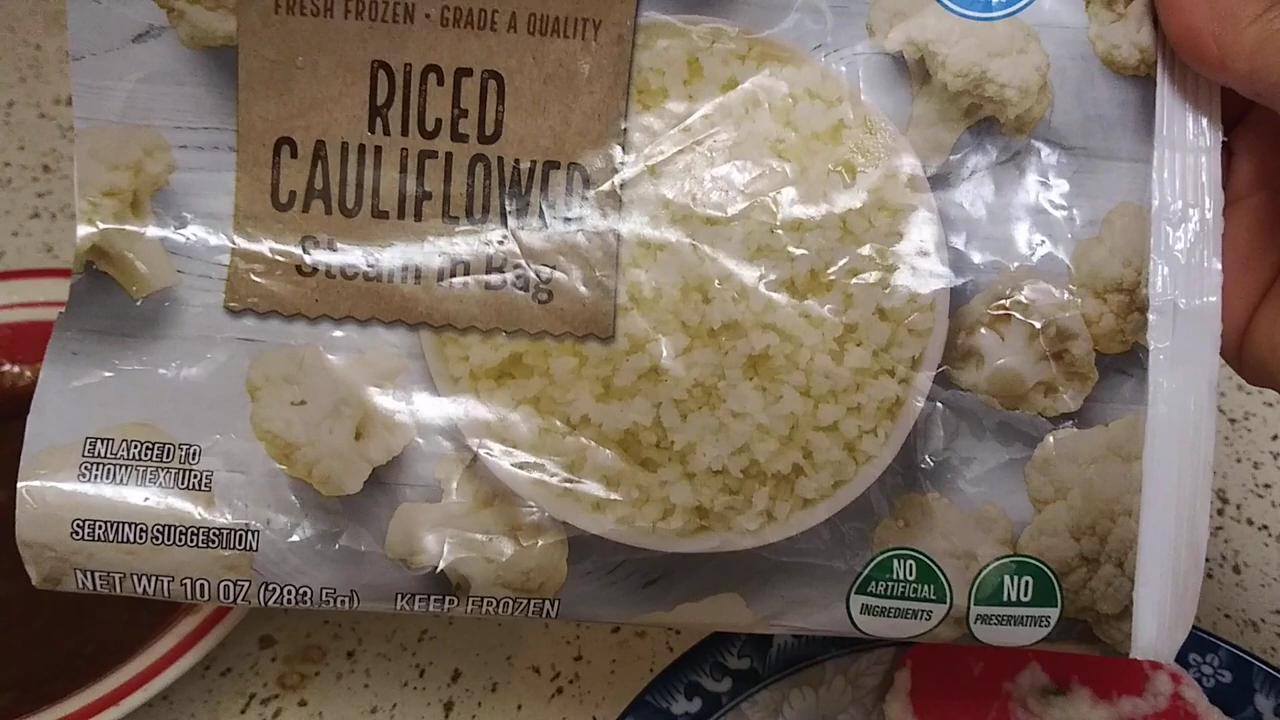 FRESH FROZEN • GRADE A QUALITY
RICED
CAULIFLOWER
Steam in Bag
ENLARGED TO
SHOW TEXTURE
SERVING SUGGESTION
NET WT 10 OZ (283.5g)
KEEP FROZEN
NO
ARTIFICIAL
INGREDIENTS
NO
PRESERVATIVES